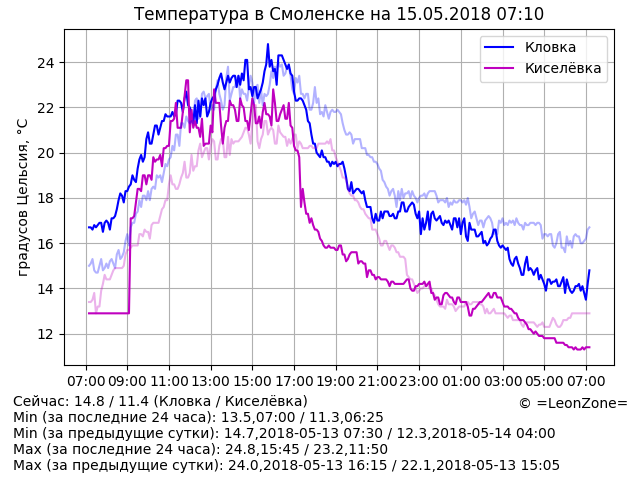 Температура в Смоленске на 15.05.2018 07:10
Кловка
Киселёвка
градусов Цельсия, °C
24
22
20
18
16
14
12
07:00 09:00 11:00 13:00 15:00 17:00 19:00 21:00 23:00 01:00 03:00 05:00 07:00
Сейчас: 14.8 / 11.4 (Кловка / Киселёвка)
© =LeonZone=
Min (за последние 24 часа): 13.5,07:00 / 11.3,06:25
Min (за предыдущие сутки): 14.7,2018-05-13 07:30 / 12.3,2018-05-14 04:00
Max (за последние 24 часа): 24.8,15:45 / 23.2,11:50
Max (за предыдущие сутки): 24.0,2018-05-13 16:15 / 22.1,2018-05-13 15:05